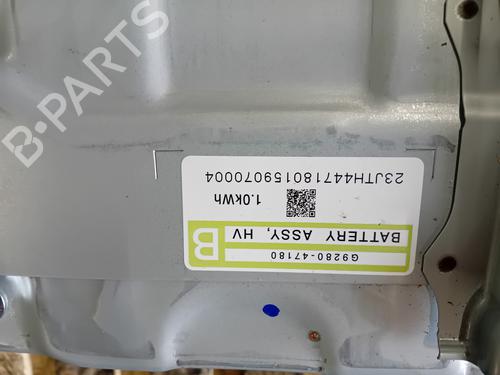 G9280-47180
B
BATTERY ASSY, HV
1.0kWh
23JTH447180159070004
B-PARTS